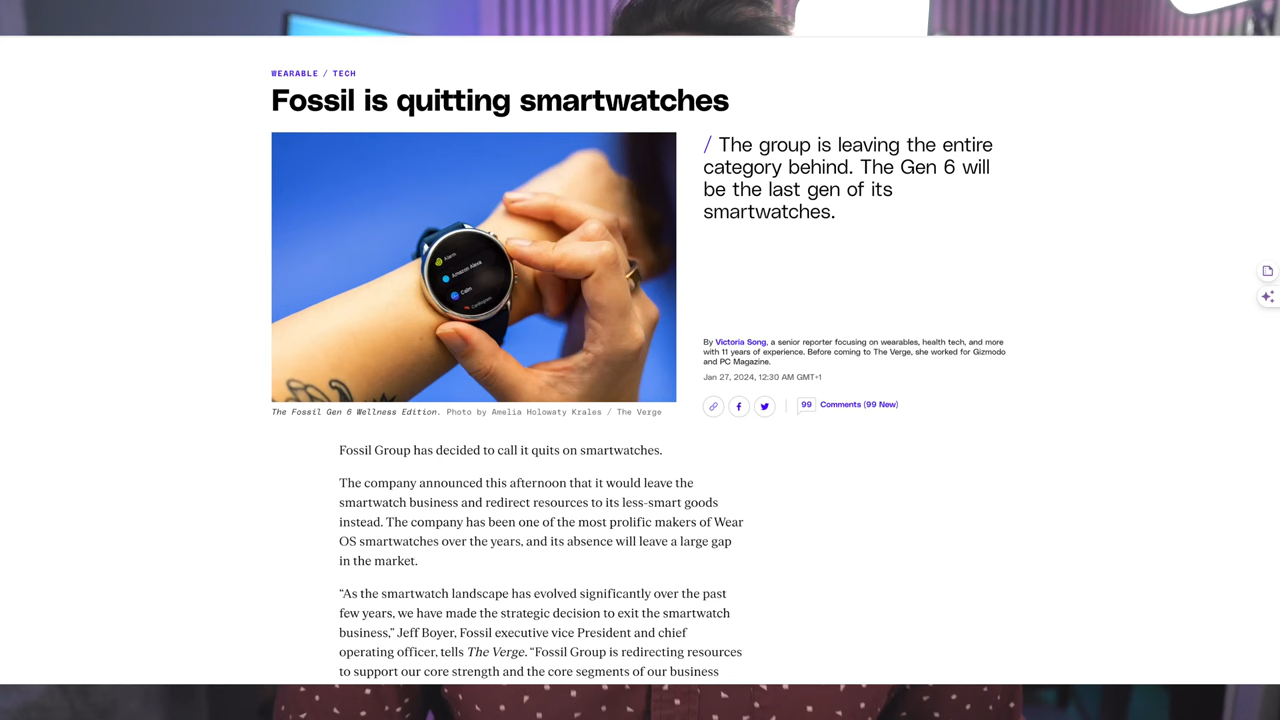 WEARABLE / TECH
Fossil is quitting smartwatches
/ The group is leaving the entire
category behind. The Gen 6 will
be the last gen of its
smartwatches.
Alarm
Amazon Alexa
Calm
Cardiogram
By Victoria Song, a senior reporter focusing on wearables, health tech, and more
with 11 years of experience. Before coming to The Verge, she worked for Gizmodo
and PC Magazine.
Jan 27, 2024, 12:30 AM GMT+1
99 Comments (99 New)
The Fossil Gen 6 Wellness Edition. Photo by Amelia Holowaty Krales / The Verge
Fossil Group has decided to call it quits on smartwatches.
The company announced this afternoon that it would leave the
smartwatch business and redirect resources to its less-smart goods
instead. The company has been one of the most prolific makers of Wear
OS smartwatches over the years, and its absence will leave a large gap
in the market.
“As the smartwatch landscape has evolved significantly over the past
few years, we have made the strategic decision to exit the smartwatch
business,” Jeff Boyer, Fossil executive vice President and chief
operating officer, tells The Verge. “Fossil Group is redirecting resources
to support our core strength and the core segments of our business